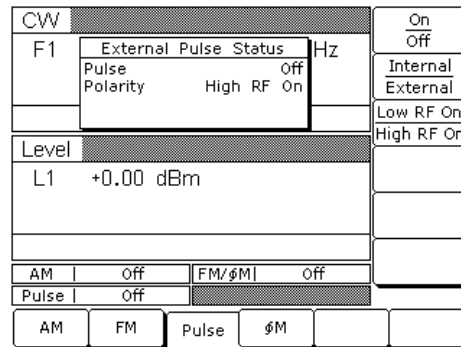 CW
F1
Hz
External Pulse Status
Pulse Off
Polarity High RF On
Level
L1 +0.00 dBm
AM Off FM/ϕM Off
Pulse Off
On
Off
Internal
External
Low RF On
High RF On
AM FM Pulse ϕM